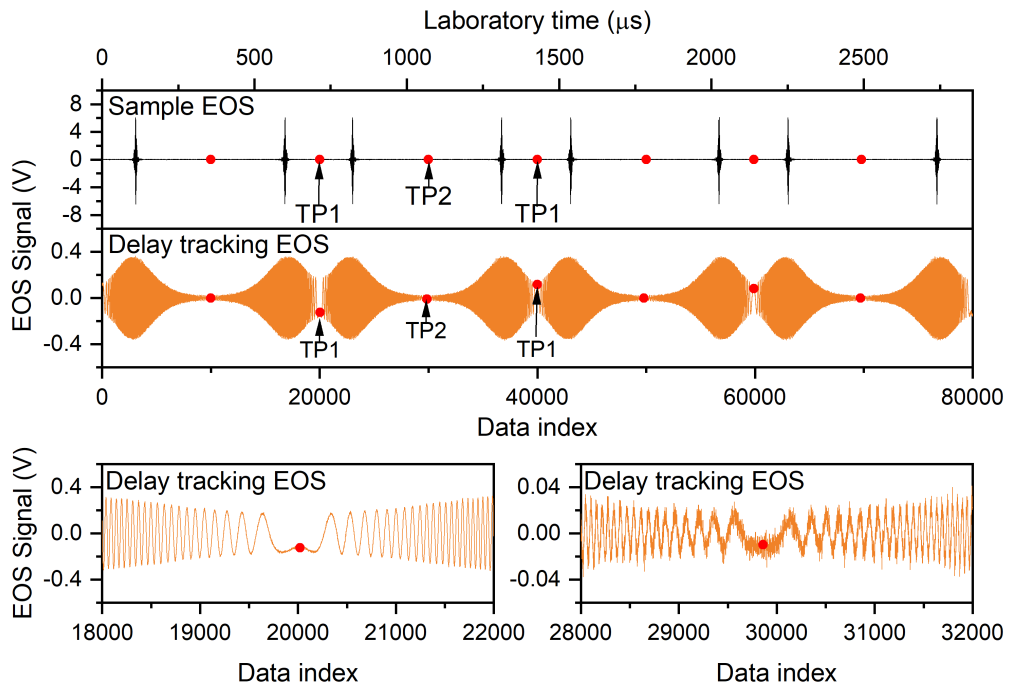 Laboratory time (μs)
0 500 1000 1500 2000 2500
Sample EOS
8
4
0
-4
-8
TP1 TP2 TP1
EOS Signal (V)
Delay tracking EOS
0.4
0.0
-0.4
TP1 TP2 TP1
0 20000 40000 60000 80000
Data index
EOS Signal (V)
Delay tracking EOS
0.4
0.0
-0.4
18000 19000 20000 21000 22000
Data index
Delay tracking EOS
0.04
0.00
-0.04
28000 29000 30000 31000 32000
Data index